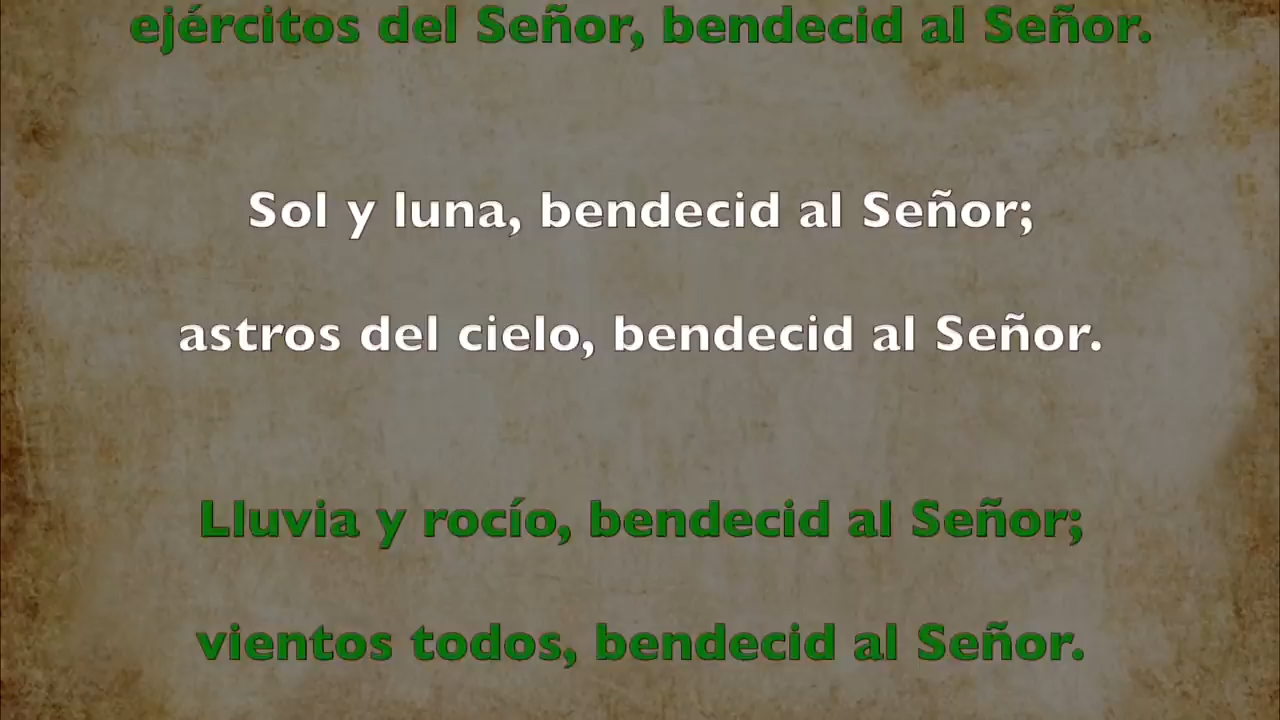 ejércitos del Señor, bendecid al Señor.
Sol y luna, bendecid al Señor;
astros del cielo, bendecid al Señor.
Lluvia y rocío, bendecid al Señor;
vientos todos, bendecid al Señor.